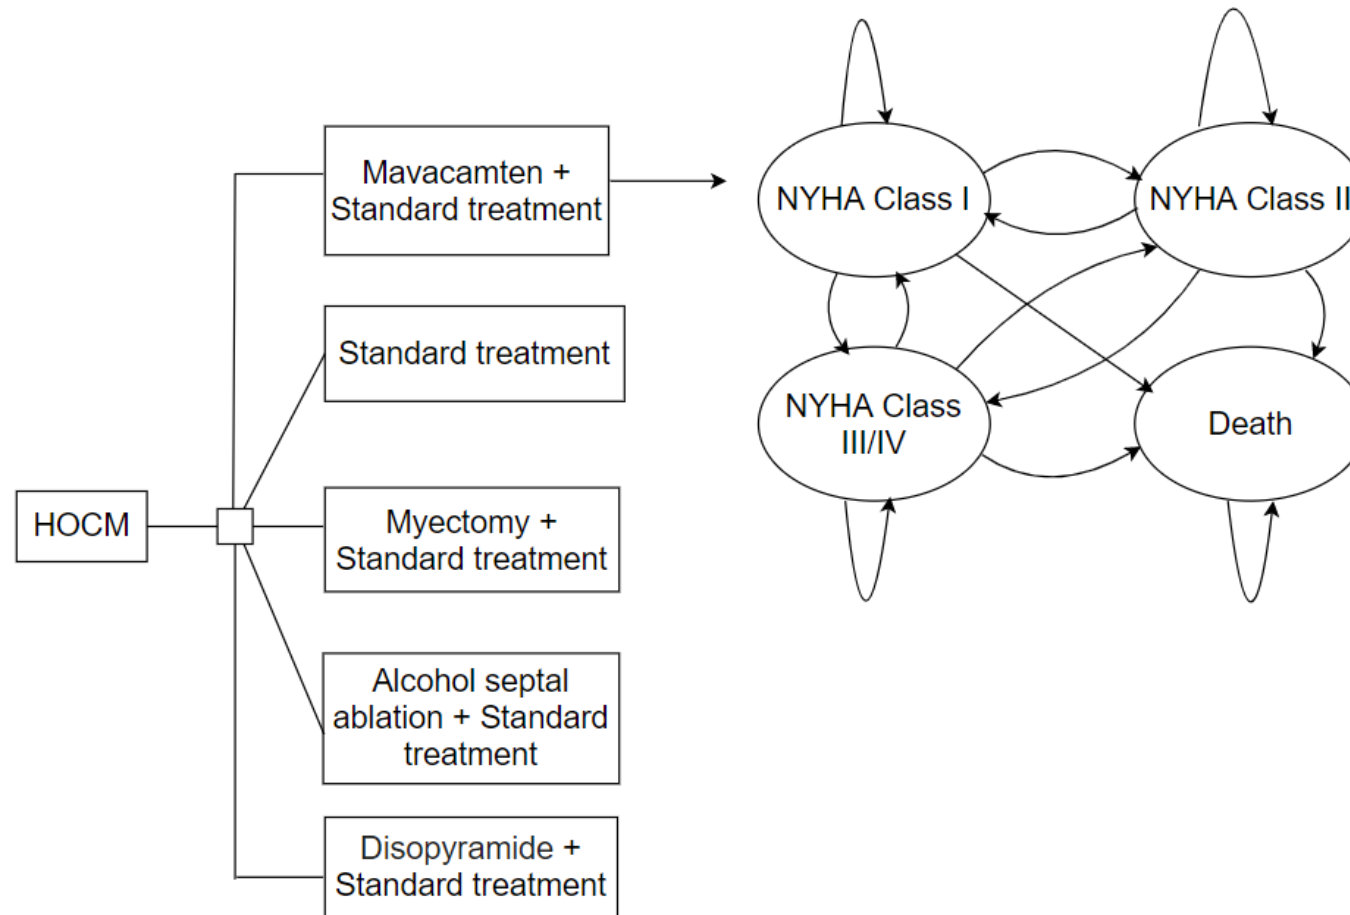 HOCM
Mavacamten +
Standard treatment
Standard treatment
Myectomy +
Standard treatment
Alcohol septal
ablation + Standard
treatment
Disopyramide +
Standard treatment
NYHA Class I
NYHA Class II
NYHA Class
III/IV
Death